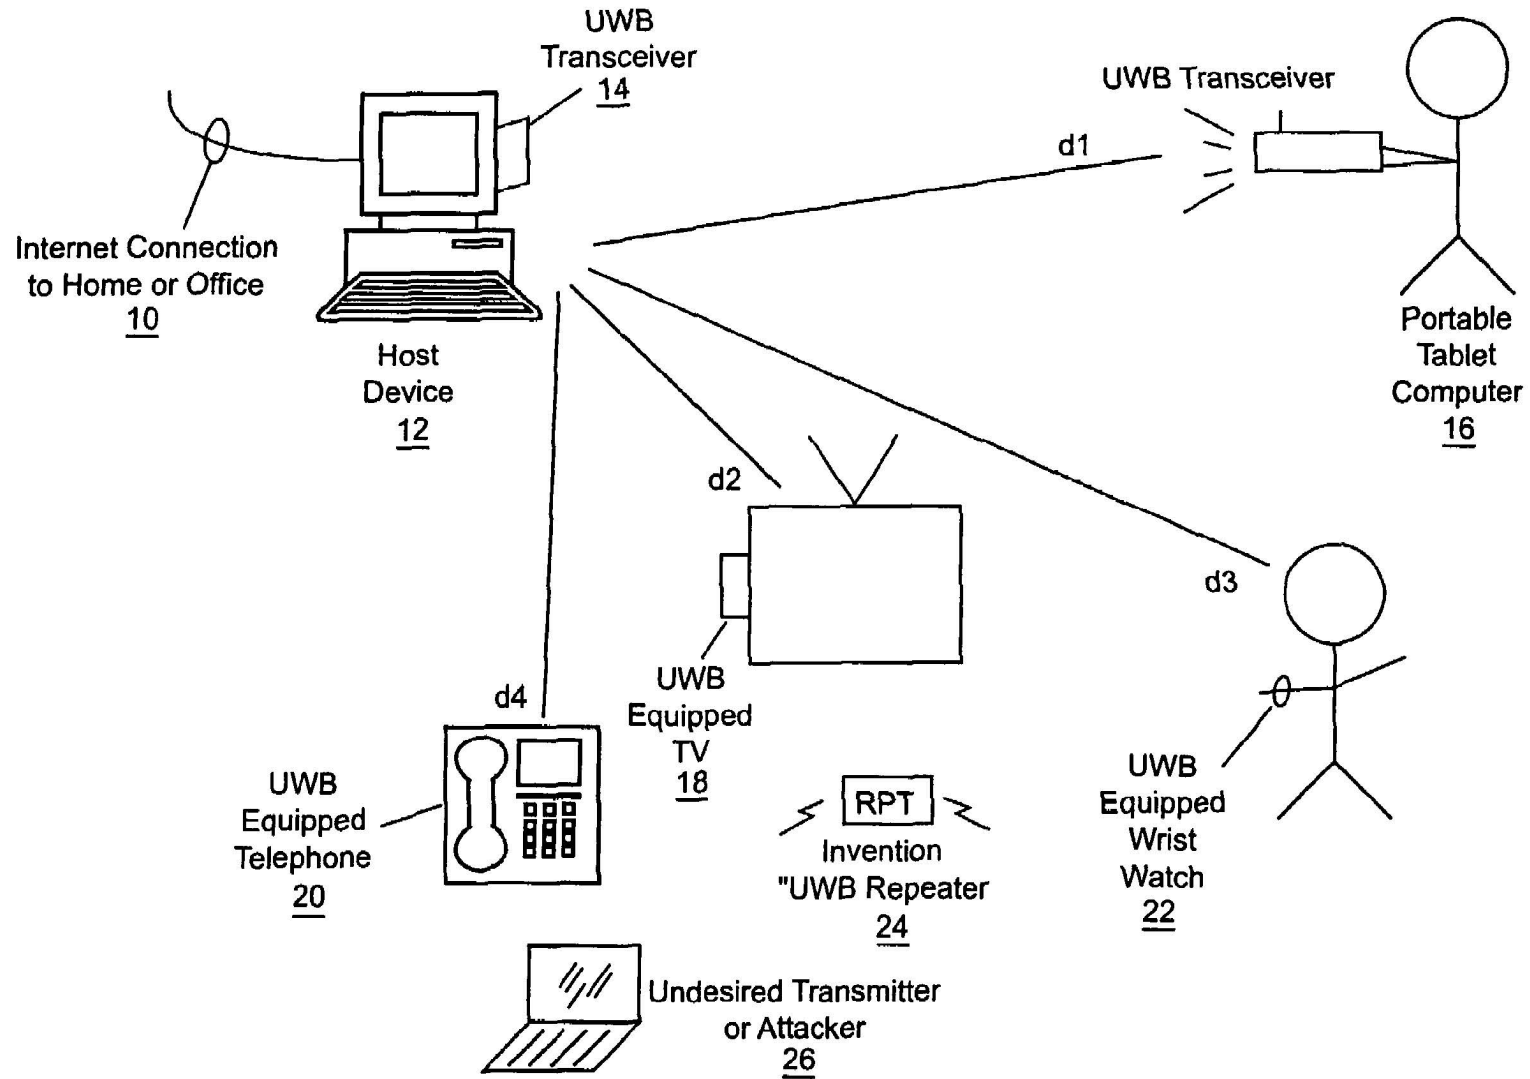 UWB
Transceiver
14
UWB Transceiver
d1
Internet Connection
to Home or Office
10
Host
Device
12
Portable
Tablet
Computer
16
d2
d3
d4
UWB
Equipped
TV
18
UWB
Equipped
Telephone
20
RPT
Invention
"UWB Repeater
24
UWB
Equipped
Wrist
Watch
22
Undesired Transmitter
or Attacker
26